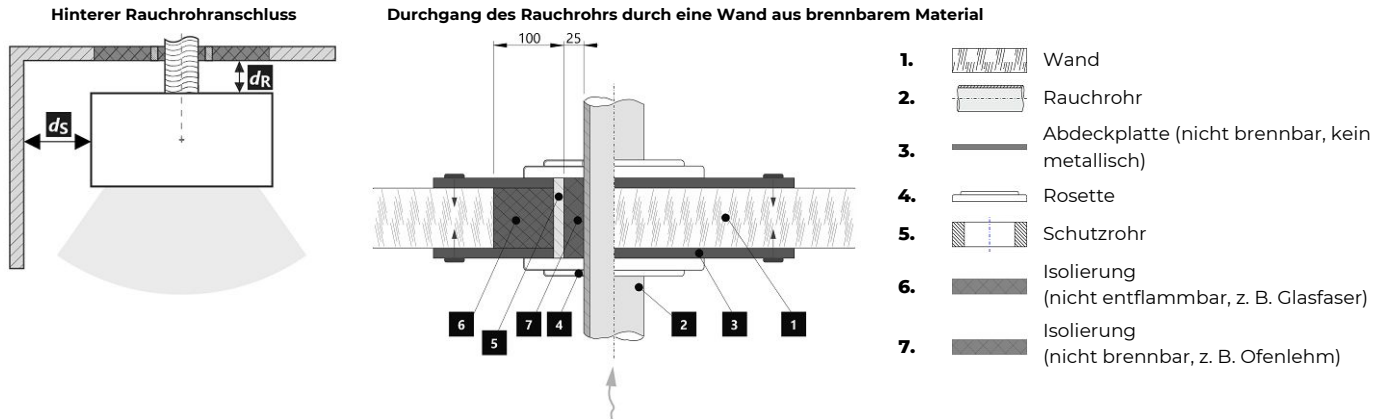 Hinterer Rauchrohranschluss
dR
dS
Durchgang des Rauchrohrs durch eine Wand aus brennbarem Material
100 25
6 5 7 4 2 3 1
1. Wand
2. Rauchrohr
3. Abdeckplatte (nicht brennbar, kein
metallisch)
4. Rosette
5. Schutzrohr
6. Isolierung
(nicht entflammbar, z. B. Glasfaser)
7. Isolierung
(nicht brennbar, z. B. Ofenlehm)